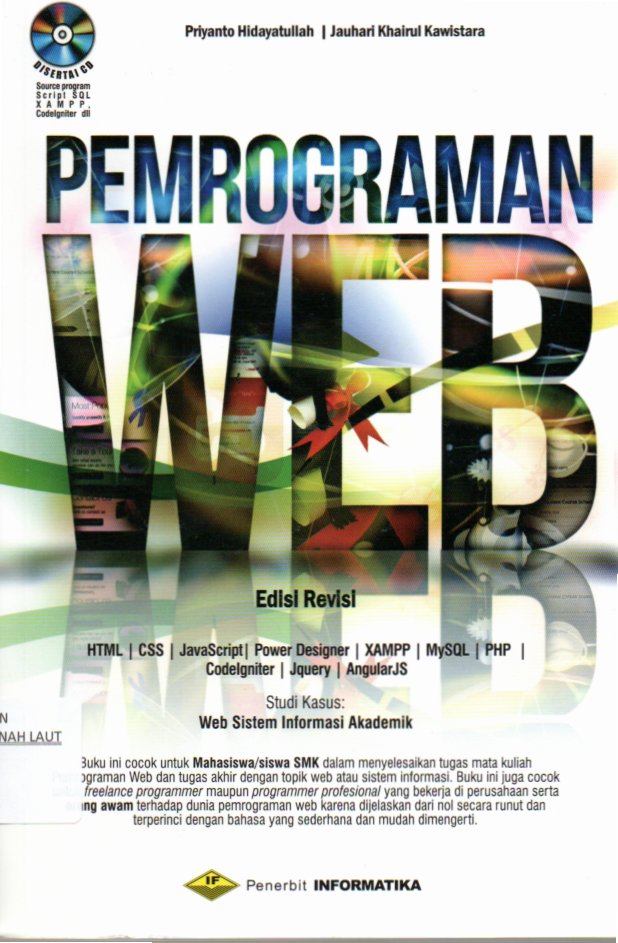 Priyanto Hidayatullah | Jauhari Khairul Kawistara
DISERTAI CD
Source program
Script SQL
XAMPP,
CodeIgniter dll
PEMROGRAMAN
WEB
Edisi Revisi
HTML | CSS | JavaScript| Power Designer | XAMPP | MySQL | PHP |
CodeIgniter | Jquery | AngularJS
Studi Kasus:
Web Sistem Informasi Akademik
N
NAH LAUT
Buku ini cocok untuk Mahasiswa/siswa SMK dalam menyelesaikan tugas mata kuliah
Pemrograman Web dan tugas akhir dengan topik web atau sistem informasi. Buku ini juga cocok
freelance programmer maupun programmer profesional yang bekerja di perusahaan serta
orang awam terhadap dunia pemrograman web karena dijelaskan dari nol secara runut dan
terperinci dengan bahasa yang sederhana dan mudah dimengerti.
IF
Penerbit INFORMATIKA